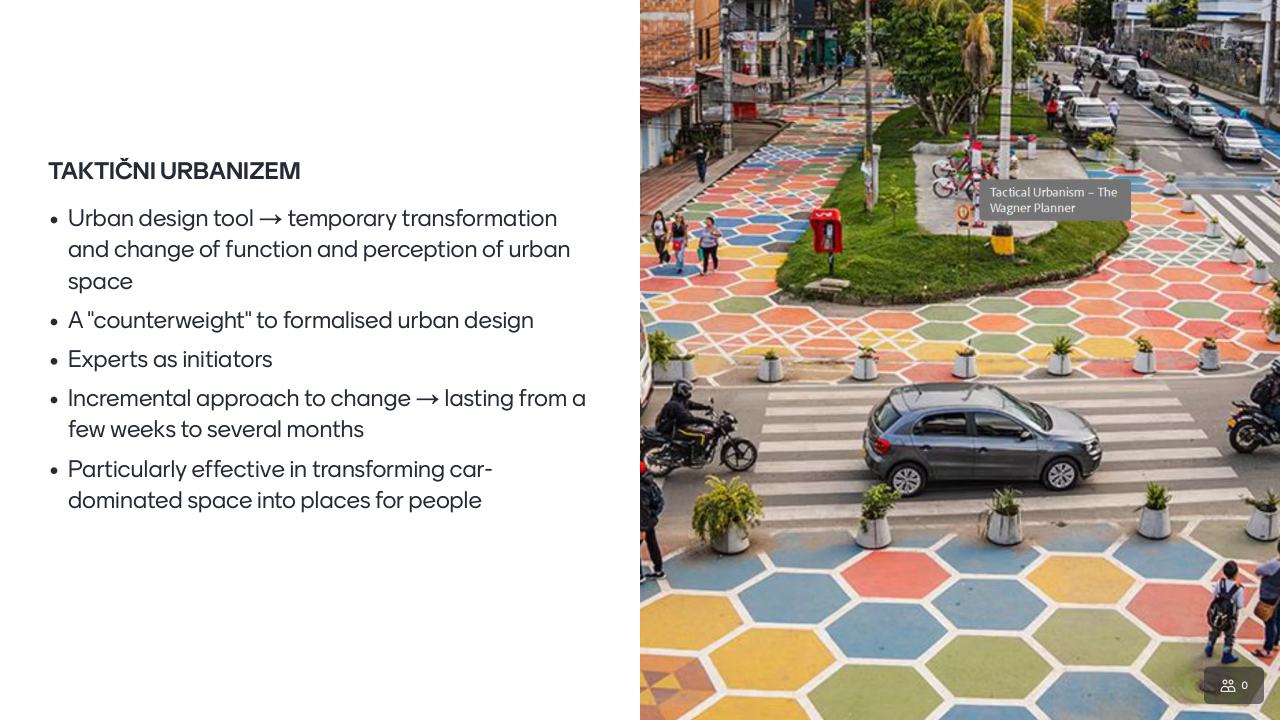 TAKTIČNI URBANIZEM
• Urban design tool → temporary transformation
and change of function and perception of urban
space
• A "counterweight" to formalised urban design
• Experts as initiators
• Incremental approach to change → lasting from a
few weeks to several months
• Particularly effective in transforming car-
dominated space into places for people
Tactical Urbanism – The
Wagner Planner
0